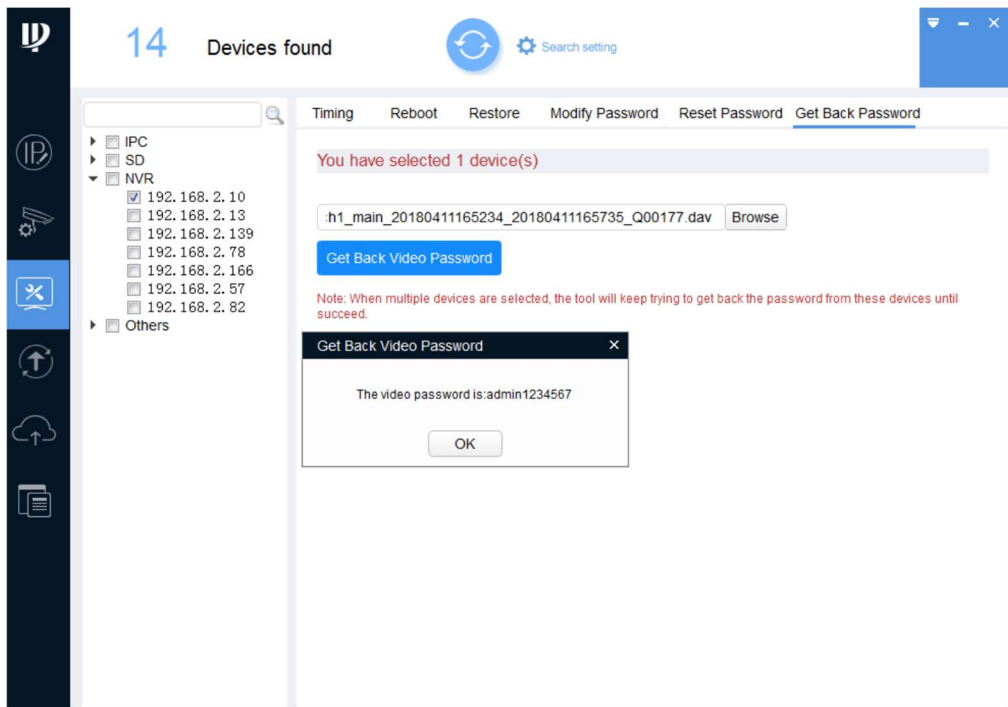 14 Devices found Search setting
Timing Reboot Restore Modify Password Reset Password Get Back Password
IPC
SD
NVR
192.168.2.10
192.168.2.13
192.168.2.139
192.168.2.78
192.168.2.166
192.168.2.57
192.168.2.82
Others
You have selected 1 device(s)
:h1_main_20180411165234_20180411165735_Q00177.dav Browse
Get Back Video Password
Note: When multiple devices are selected, the tool will keep trying to get back the password from these devices until
succeed.
Get Back Video Password
The video password is:admin1234567
OK
IP